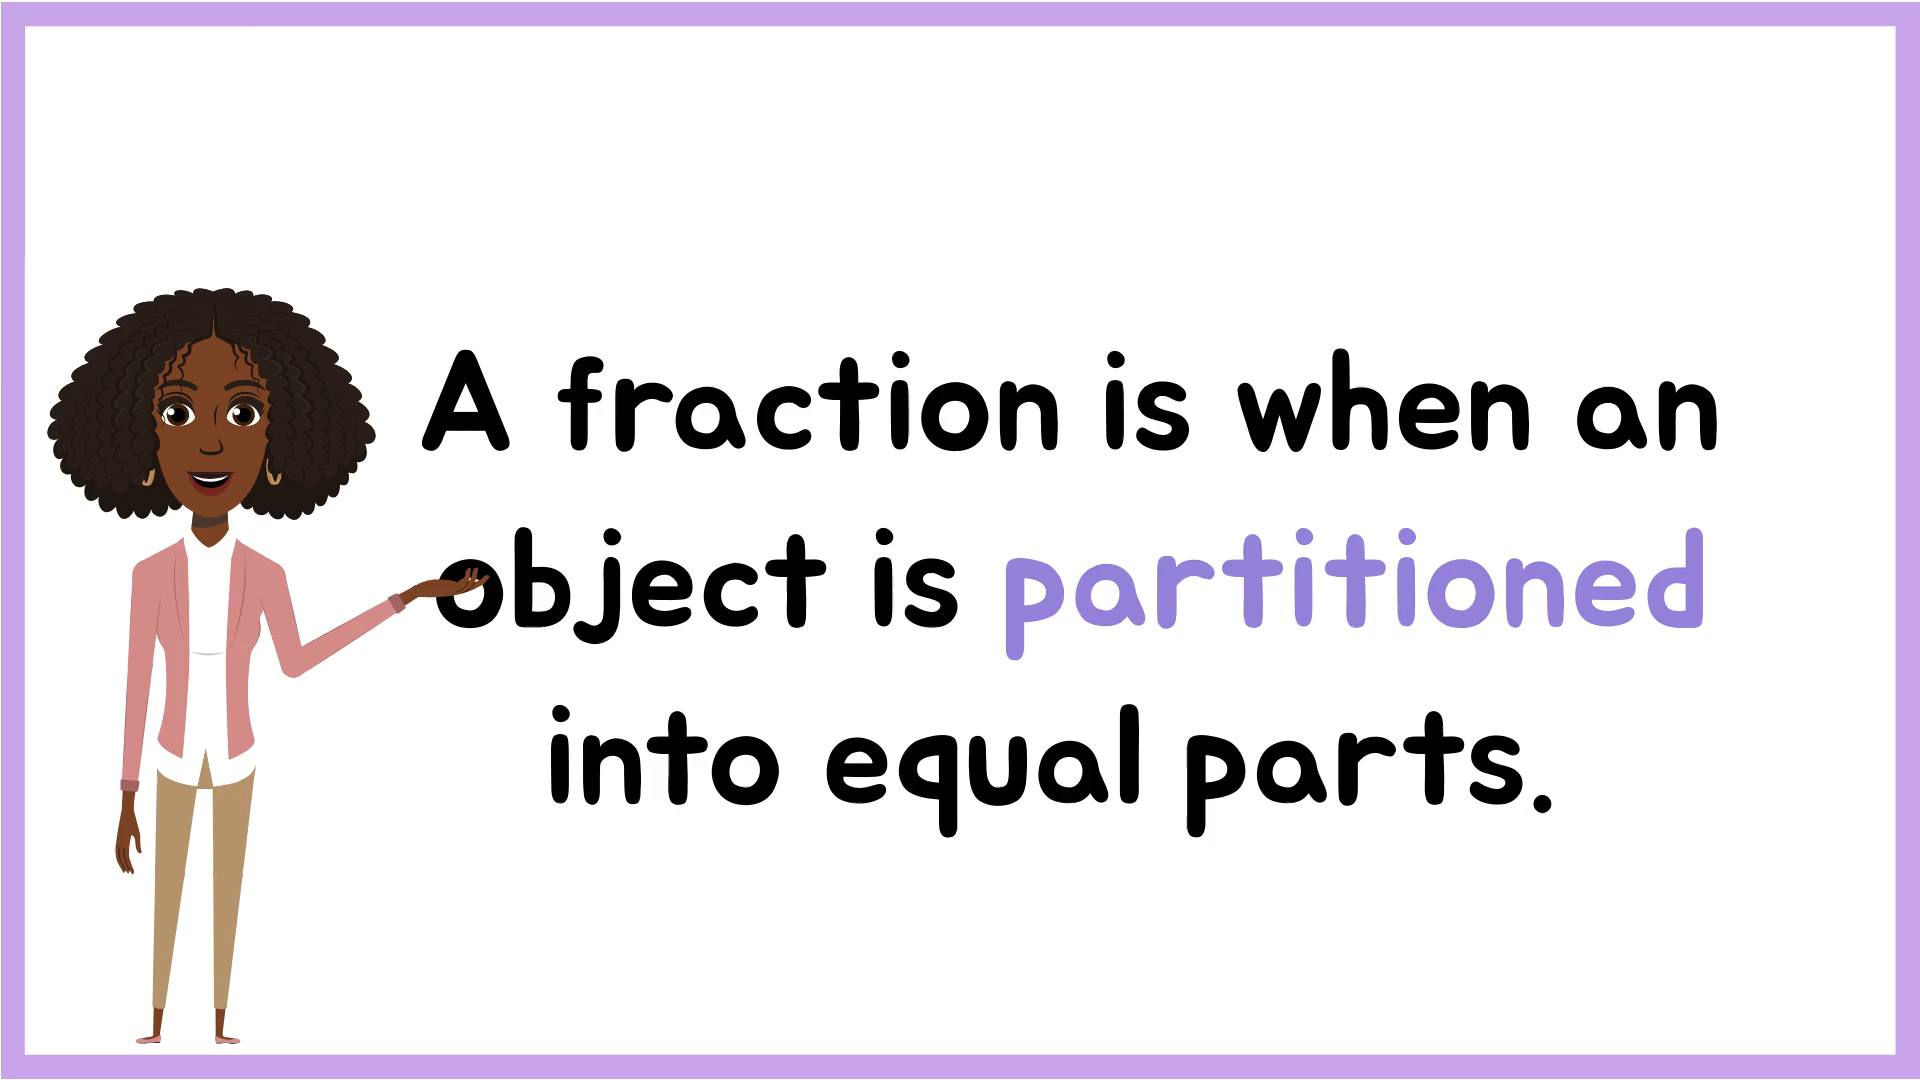 A fraction is when an
object is partitioned
into equal parts.